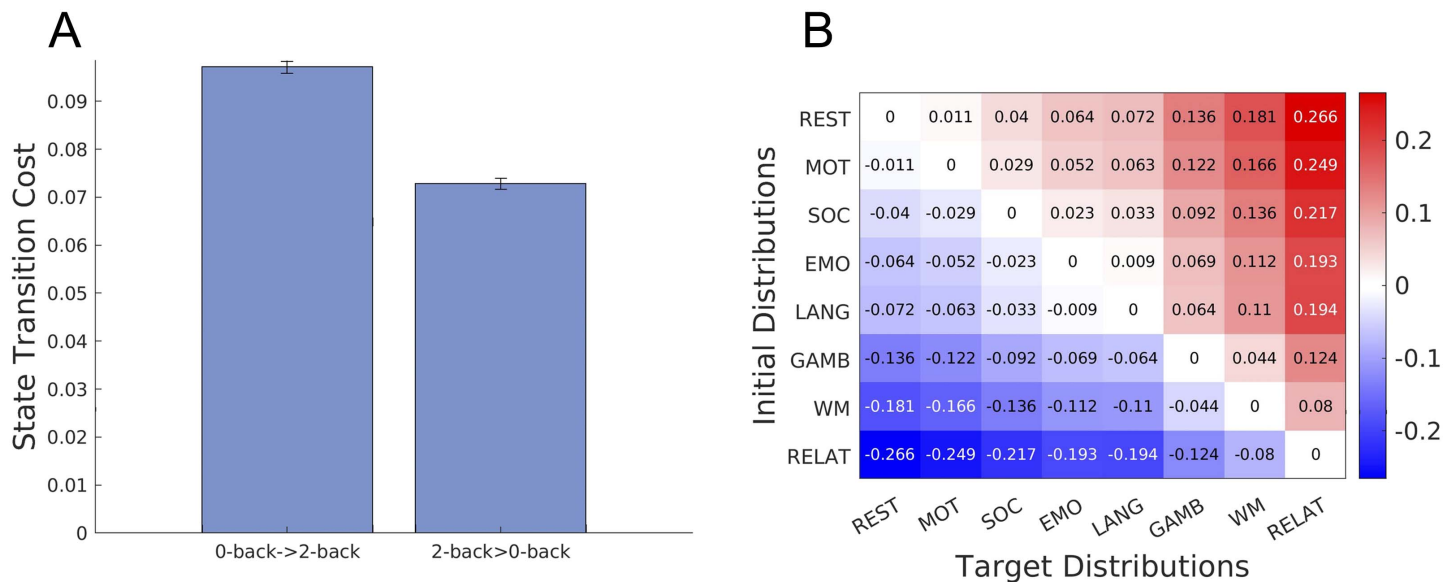 A
State Transition Cost
0.09
0.08
0.07
0.06
0.05
0.04
0.03
0.02
0.01
0
0-back->2-back
2-back>0-back
B
Initial Distributions
REST 0 0.011 0.04 0.064 0.072 0.136 0.181 0.266
MOT -0.011 0 0.029 0.052 0.063 0.122 0.166 0.249
SOC -0.04 -0.029 0 0.023 0.033 0.092 0.136 0.217
EMO -0.064 -0.052 -0.023 0 0.009 0.069 0.112 0.193
LANG -0.072 -0.063 -0.033 -0.009 0 0.064 0.11 0.194
GAMB -0.136 -0.122 -0.092 -0.069 -0.064 0 0.044 0.124
WM -0.181 -0.166 -0.136 -0.112 -0.11 -0.044 0 0.08
RELAT -0.266 -0.249 -0.217 -0.193 -0.194 -0.124 -0.08 0
REST MOT SOC EMO LANG GAMB WM RELAT
Target Distributions
0.2
0.1
0
-0.1
-0.2